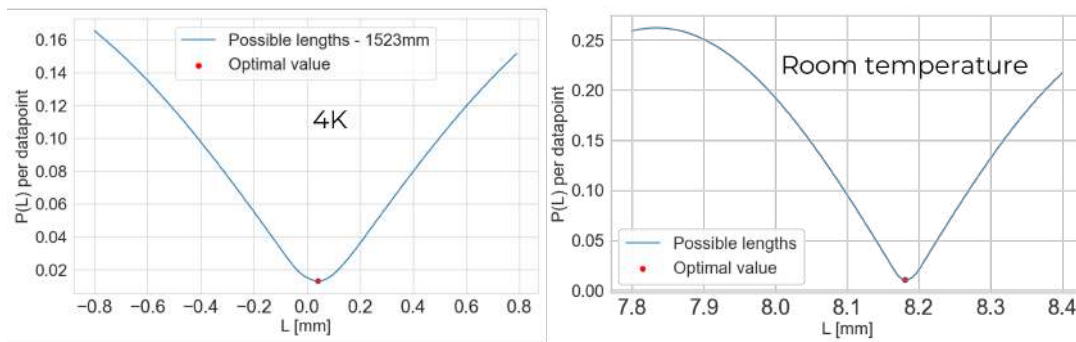 P(L) per datapoint
0.16
0.14
0.12
0.10
0.08
0.06
0.04
0.02
Possible lengths - 1523mm
Optimal value
4K
−0.8 −0.6 −0.4 −0.2 0.0 0.2 0.4 0.6 0.8
L [mm]
P(L) per datapoint
0.25
0.20
0.15
0.10
0.05
0.00
Room temperature
Possible lengths
Optimal value
7.8 7.9 8.0 8.1 8.2 8.3 8.4
L [mm]